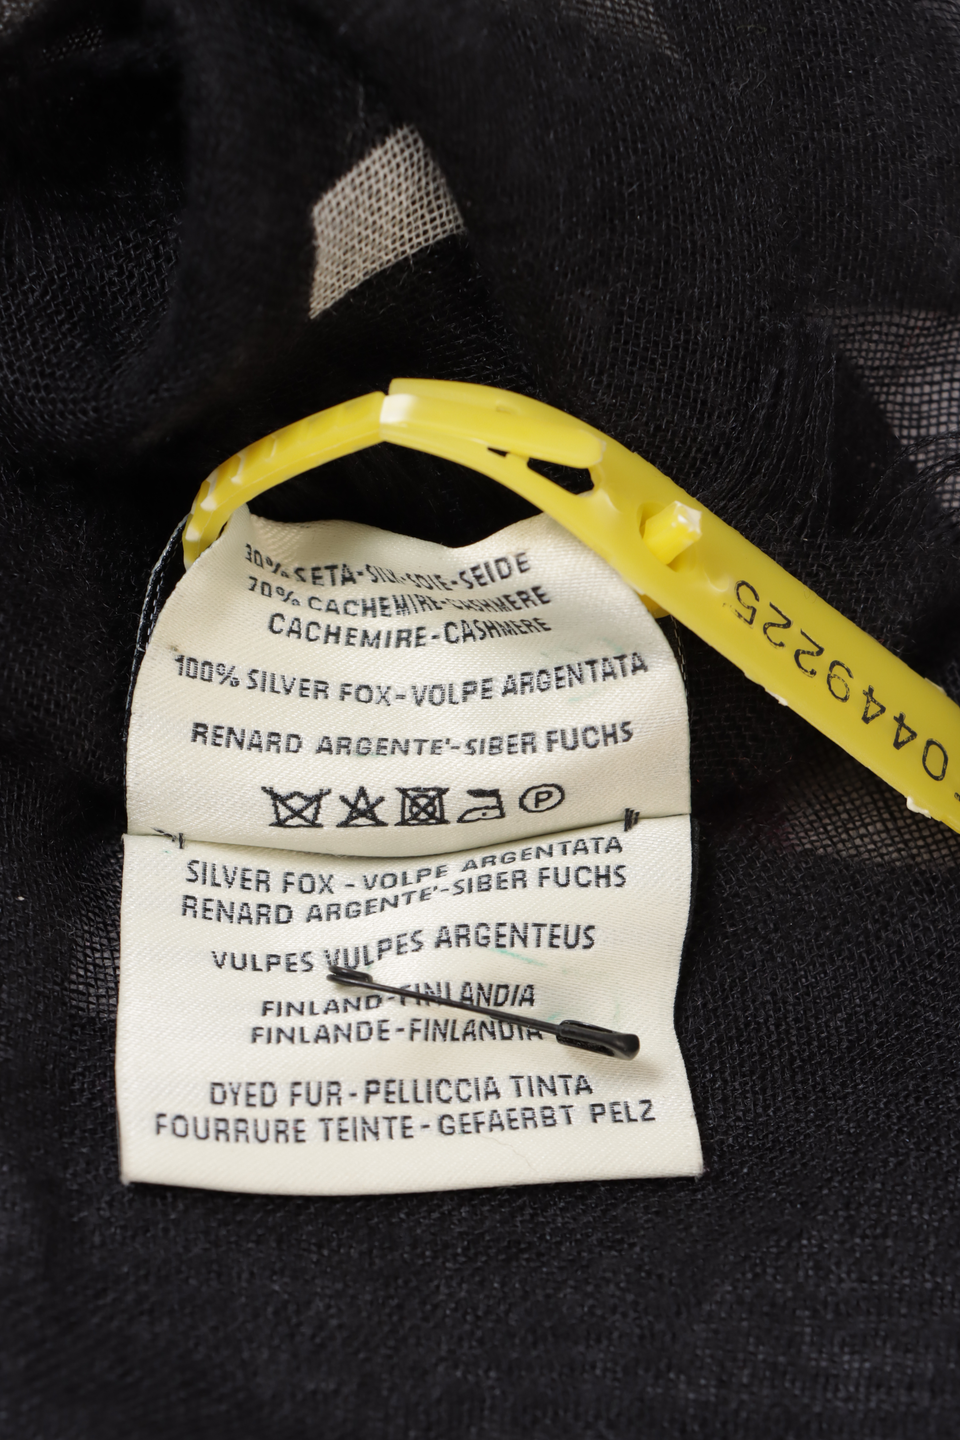 30% SETA-SILK-SOIE-SEIDE
70% CACHEMIRE-CASHMERE
CACHEMIRE-CASHMERE
100% SILVER FOX-VOLPE ARGENTATA
RENARD ARGENTE'-SIBER FUCHS
P
SILVER FOX - VOLPE ARGENTATA
RENARD ARGENTE'-SIBER FUCHS
VULPES VULPES ARGENTEUS
FINLAND-FINLANDIA
FINLANDE-FINLANDIA
DYED FUR-PELLICCIA TINTA
FOURRURE TEINTE-GEFAERBT PELZ
0449225